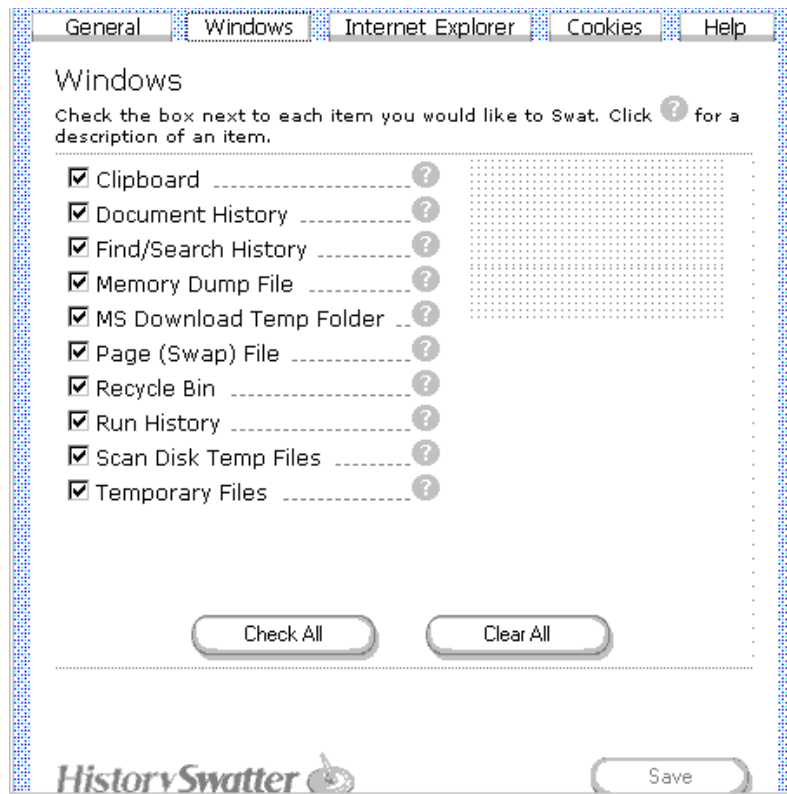 General Windows Internet Explorer Cookies Help
Windows
Check the box next to each item you would like to Swat. Click ? for a
description of an item.
Clipboard ?
Document History ?
Find/Search History ?
Memory Dump File ?
MS Download Temp Folder ?
Page (Swap) File ?
Recycle Bin ?
Run History ?
Scan Disk Temp Files ?
Temporary Files ?
Check All Clear All
HistorySwatter Save